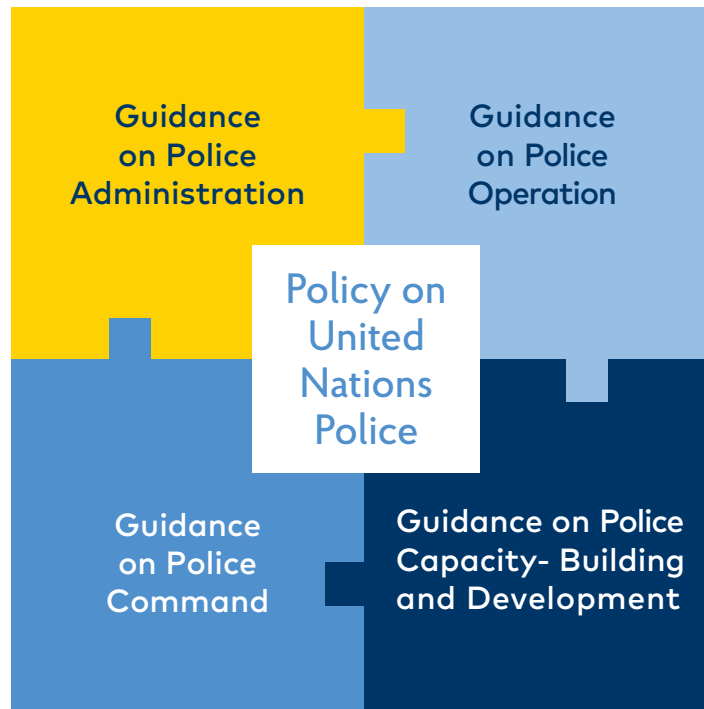 Guidance
on Police
Administration
Guidance
on Police
Operation
Policy on
United
Nations
Police
Guidance
on Police
Command
Guidance on Police
Capacity- Building
and Development